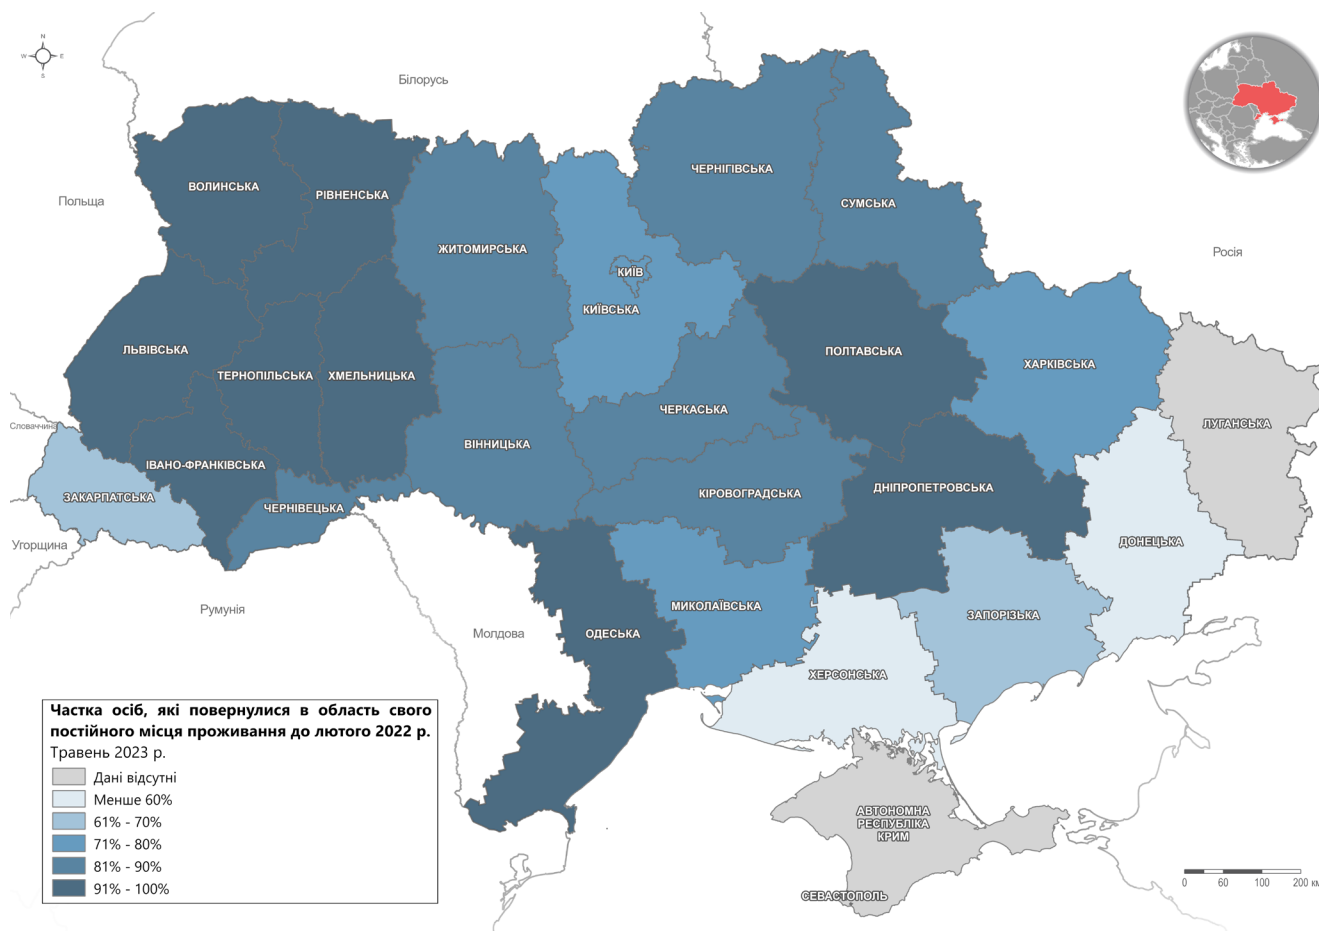 N
W
E
S
Білорусь
Польща
Росія
Словаччина
Угорщина
Румунія
Молдова
ВОЛИНСЬКА
РІВНЕНСЬКА
ЖИТОМИРСЬКА
КИЇВ
КИЇВСЬКА
ЧЕРНІГІВСЬКА
СУМСЬКА
ЛЬВІВСЬКА
ТЕРНОПІЛЬСЬКА
ХМЕЛЬНИЦЬКА
ПОЛТАВСЬКА
ХАРКІВСЬКА
ЛУГАНСЬКА
ЧЕРКАСЬКА
ВІННИЦЬКА
ІВАНО-ФРАНКІВСЬКА
ЗАКАРПАТСЬКА
ЧЕРНІВЕЦЬКА
КІРОВОГРАДСЬКА
ДНІПРОПЕТРОВСЬКА
ДОНЕЦЬКА
МИКОЛАЇВСЬКА
ЗАПОРІЗЬКА
ОДЕСЬКА
ХЕРСОНСЬКА
АВТОНОМНА
РЕСПУБЛІКА
КРИМ
СЕВАСТОПОЛЬ
Частка осіб, які повернулися в область свого
постійного місця проживання до лютого 2022 р.
Травень 2023 р.
Дані відсутні
Менше 60%
61% - 70%
71% - 80%
81% - 90%
91% - 100%
0 60 100 200 км